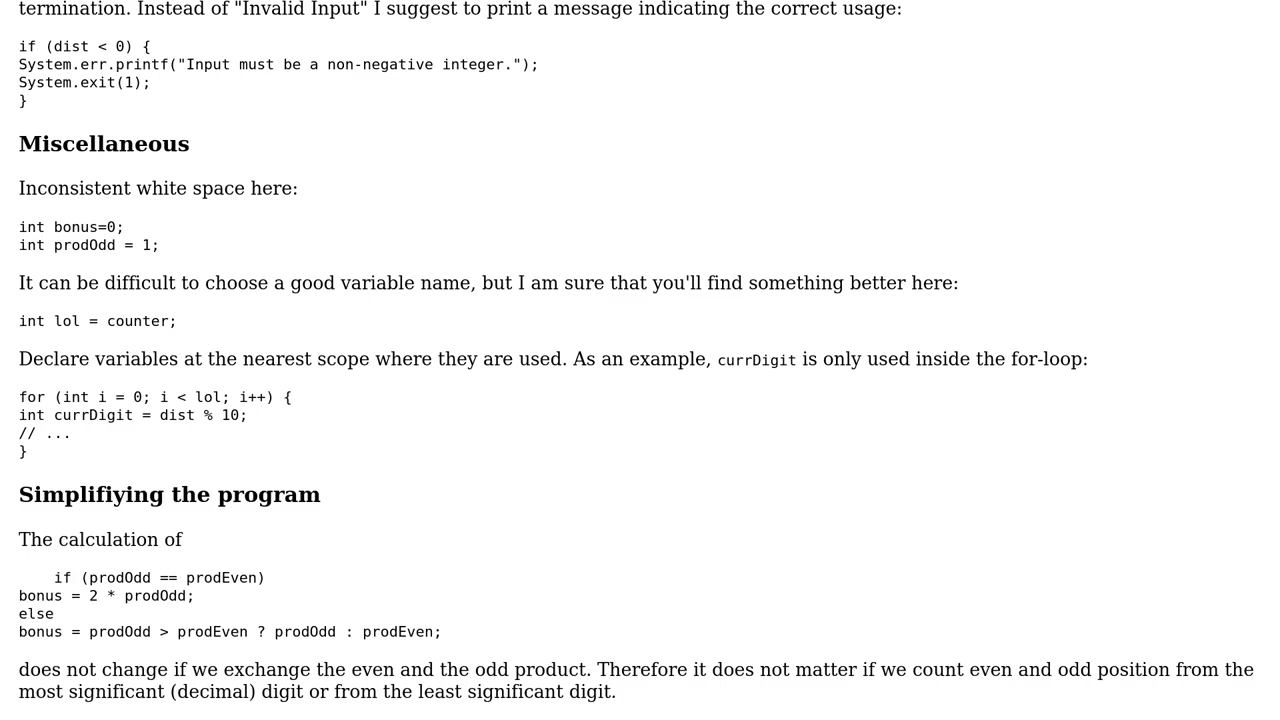 termination. Instead of "Invalid Input" I suggest to print a message indicating the correct usage:
if (dist < 0) {
System.err.printf("Input must be a non-negative integer.");
System.exit(1);
}
Miscellaneous
Inconsistent white space here:
int bonus=0;
int prodOdd = 1;
It can be difficult to choose a good variable name, but I am sure that you'll find something better here:
int lol = counter;
Declare variables at the nearest scope where they are used. As an example, currDigit is only used inside the for-loop:
for (int i = 0; i < lol; i++) {
int currDigit = dist % 10;
// ...
}
Simplifiying the program
The calculation of
    if (prodOdd == prodEven)
bonus = 2 * prodOdd;
else
bonus = prodOdd > prodEven ? prodOdd : prodEven;
does not change if we exchange the even and the odd product. Therefore it does not matter if we count even and odd position from the
most significant (decimal) digit or from the least significant digit.